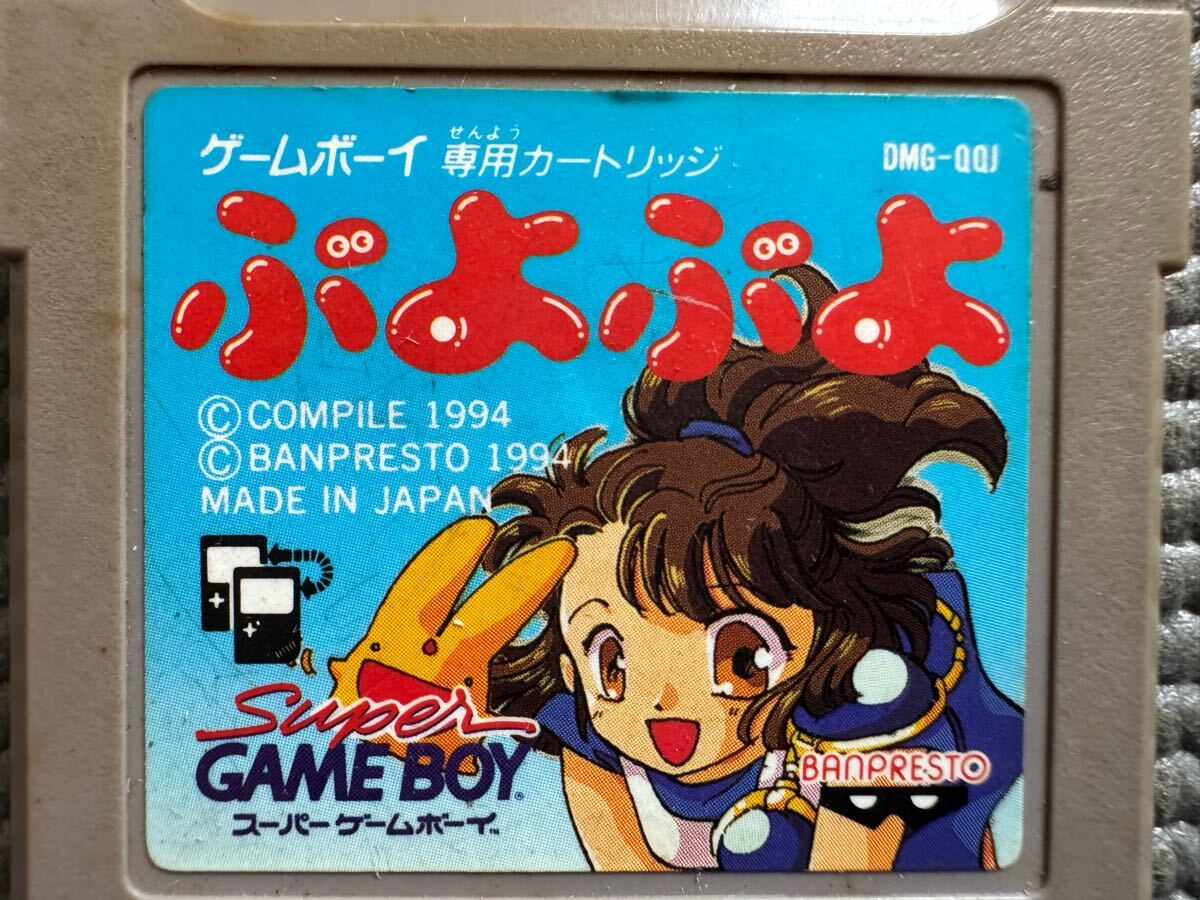 ゲームボーイ 専用カートリッジ DMG-QQJ
せんよう
ぷよぷよ
©COMPILE 1994
©BANPRESTO 1994
MADE IN JAPAN
Super
GAME BOY®
スーパーゲームボーイ™
BANPRESTO